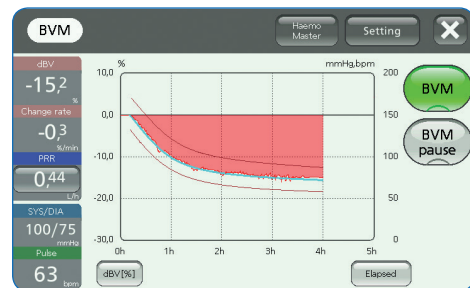 BVM
Haemo
Master
Setting
X
dBV
-15,2
%
Change rate
-0,3
%/min
PRR
0,44
L/h
SYS/DIA
100/75
mmHg
Pulse
63
bpm
% mmHg,bpm
10,0 200
0,0 150
-10,0 100
-20,0 50
-30,0 0
0h 1h 2h 3h 4h 5h
dBV[%] Elapsed
BVM
BVM
pause